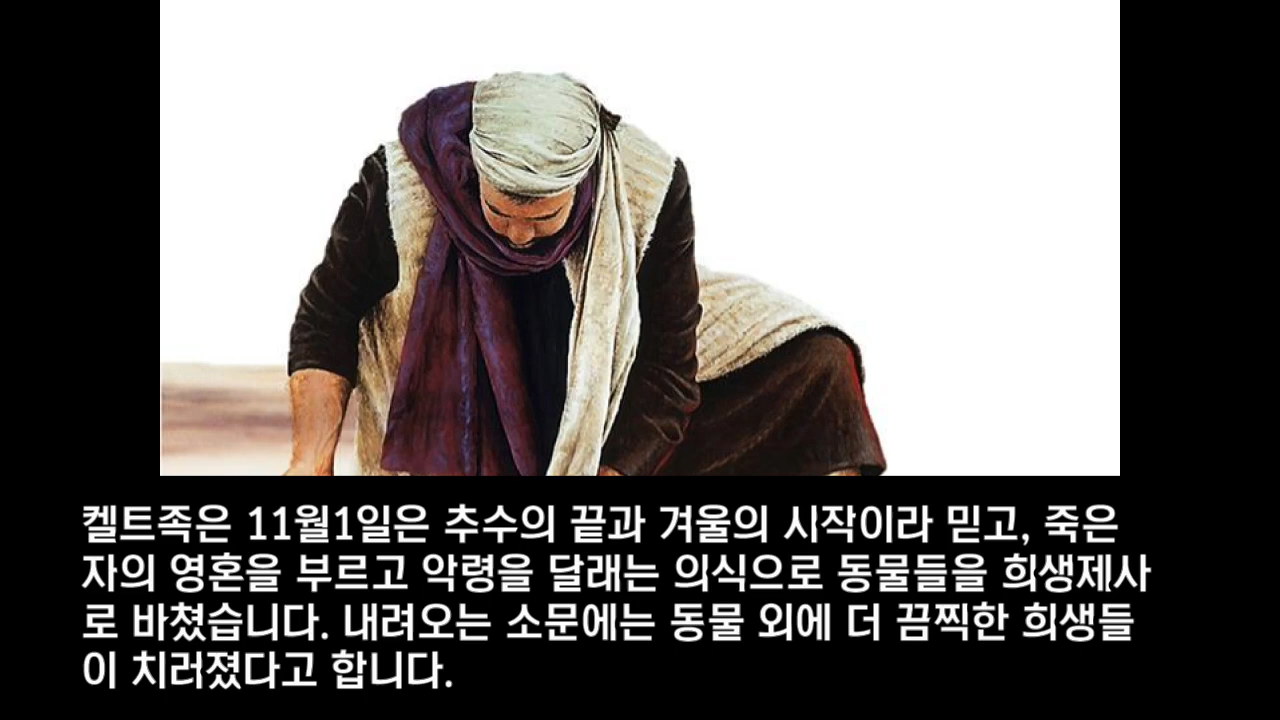 켈트족은 11월1일은 추수의 끝과 겨울의 시작이라 믿고, 죽은
자의 영혼을 부르고 악령을 달래는 의식으로 동물들을 희생제사
로 바쳤습니다. 내려오는 소문에는 동물 외에 더 끔찍한 희생들
이 치러졌다고 합니다.